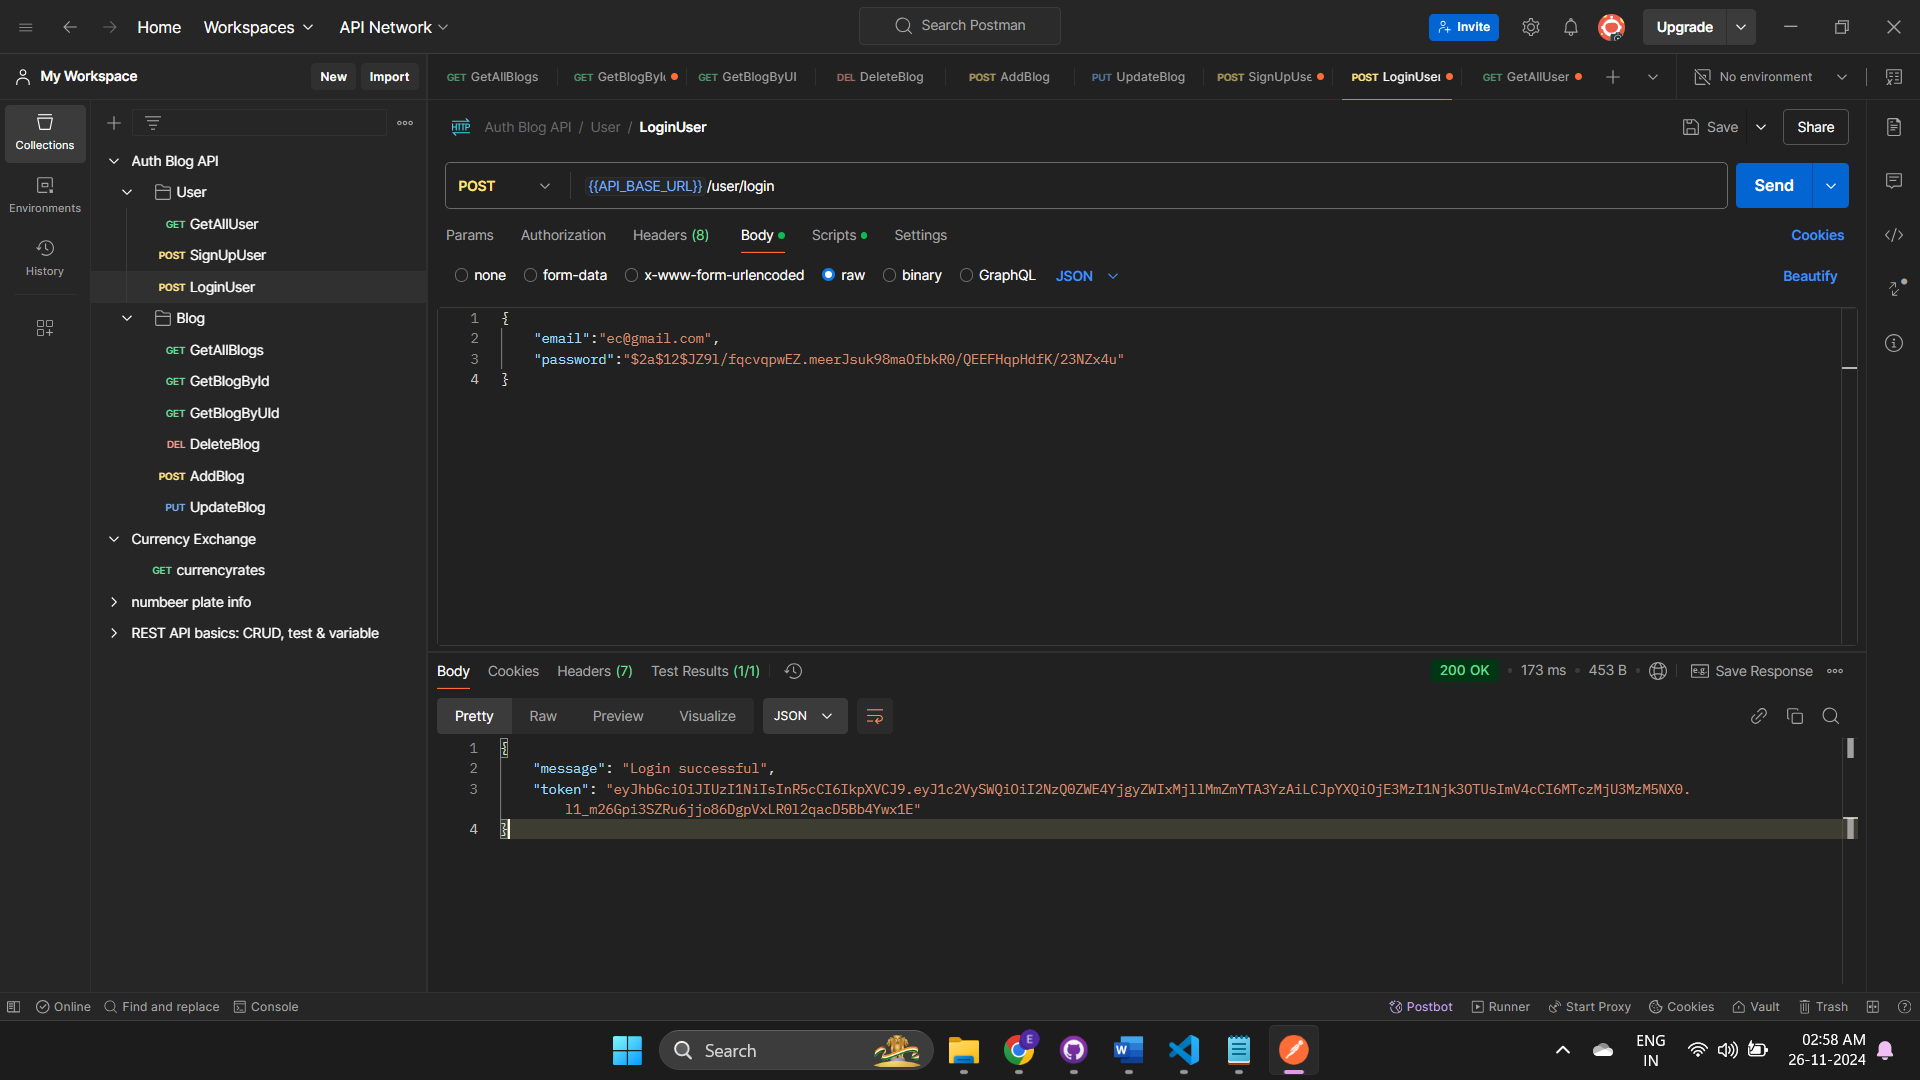 Home Workspaces API Network Search Postman Invite Upgrade
My Workspace New Import
GET GetAllBlogs GET GetBlogById GET GetBlogByUI DEL DeleteBlog POST AddBlog PUT UpdateBlog POST SignUpUse POST LoginUser GET GetAllUser No environment
Collections
Environments
History
Auth Blog API
User
GET GetAllUser
POST SignUpUser
POST LoginUser
Blog
GET GetAllBlogs
GET GetBlogById
GET GetBlogByUId
DEL DeleteBlog
POST AddBlog
PUT UpdateBlog
Currency Exchange
GET currencyrates
numbeer plate info
REST API basics: CRUD, test & variable
HTTP Auth Blog API / User / LoginUser Save Share
POST {{API_BASE_URL}} /user/login Send
Params Authorization Headers (8) Body Scripts Settings Cookies
none form-data x-www-form-urlencoded raw binary GraphQL JSON Beautify
1 {
2 "email":"ec@gmail.com",
3 "password":"$2a$12$JZ9l/fqcvqpwEZ.meerJsuk98maOfbkR0/QEEFHqpHdfK/23NZx4u"
4 }
Body Cookies Headers (7) Test Results (1/1) 200 OK 173 ms 453 B e.g. Save Response
Pretty Raw Preview Visualize JSON
1 {
2 "message": "Login successful",
3 "token": "eyJhbGciOiJIUzI1NiIsInR5cCI6IkpXVCJ9.eyJ1c2VySWQiOiI2NzQ0ZWE4YjgyZWIxMjllMmZmYTA3YzAiLCJpYXQiOjE3MzI1Njk3OTUsImV4cCI6MTczMjU3MzM5NX0.
l1_m26Gpi3SZRu6jjo86DgpVxLR0l2qacD5Bb4Ywx1E"
4 }
Online Find and replace Console Postbot Runner Start Proxy Cookies Vault Trash
Search E W ENG IN 02:58 AM 26-11-2024